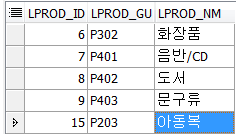 LPROD_ID LPROD_GU LPROD_NM
6 P302 화장품
7 P401 음반/CD
8 P402 도서
9 P403 문구류
15 P203 아동복